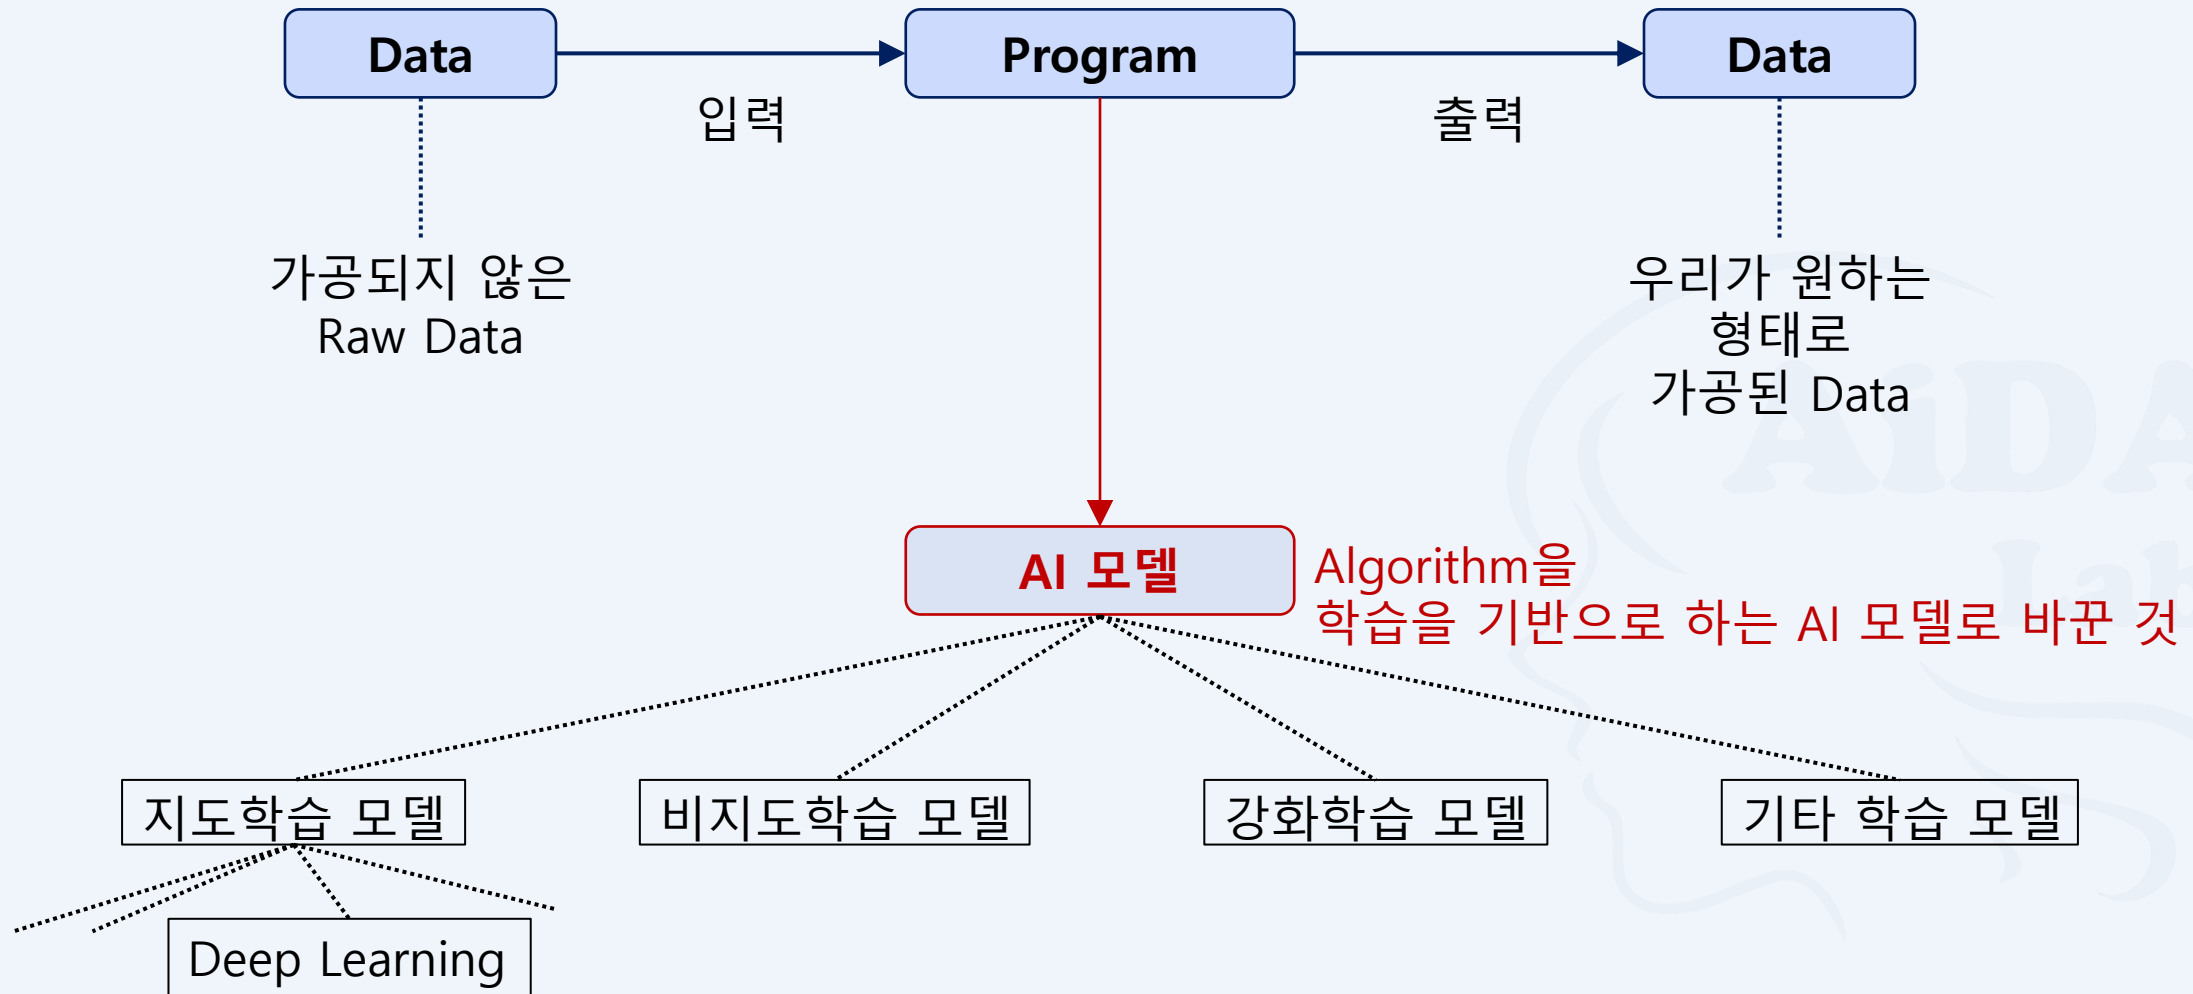 Data
Program
Data
입력
출력
가공되지 않은
Raw Data
우리가 원하는
형태로
가공된 Data
AI 모델
Algorithm을
학습을 기반으로 하는 AI 모델로 바꾼 것
지도학습 모델
비지도학습 모델
강화학습 모델
기타 학습 모델
Deep Learning